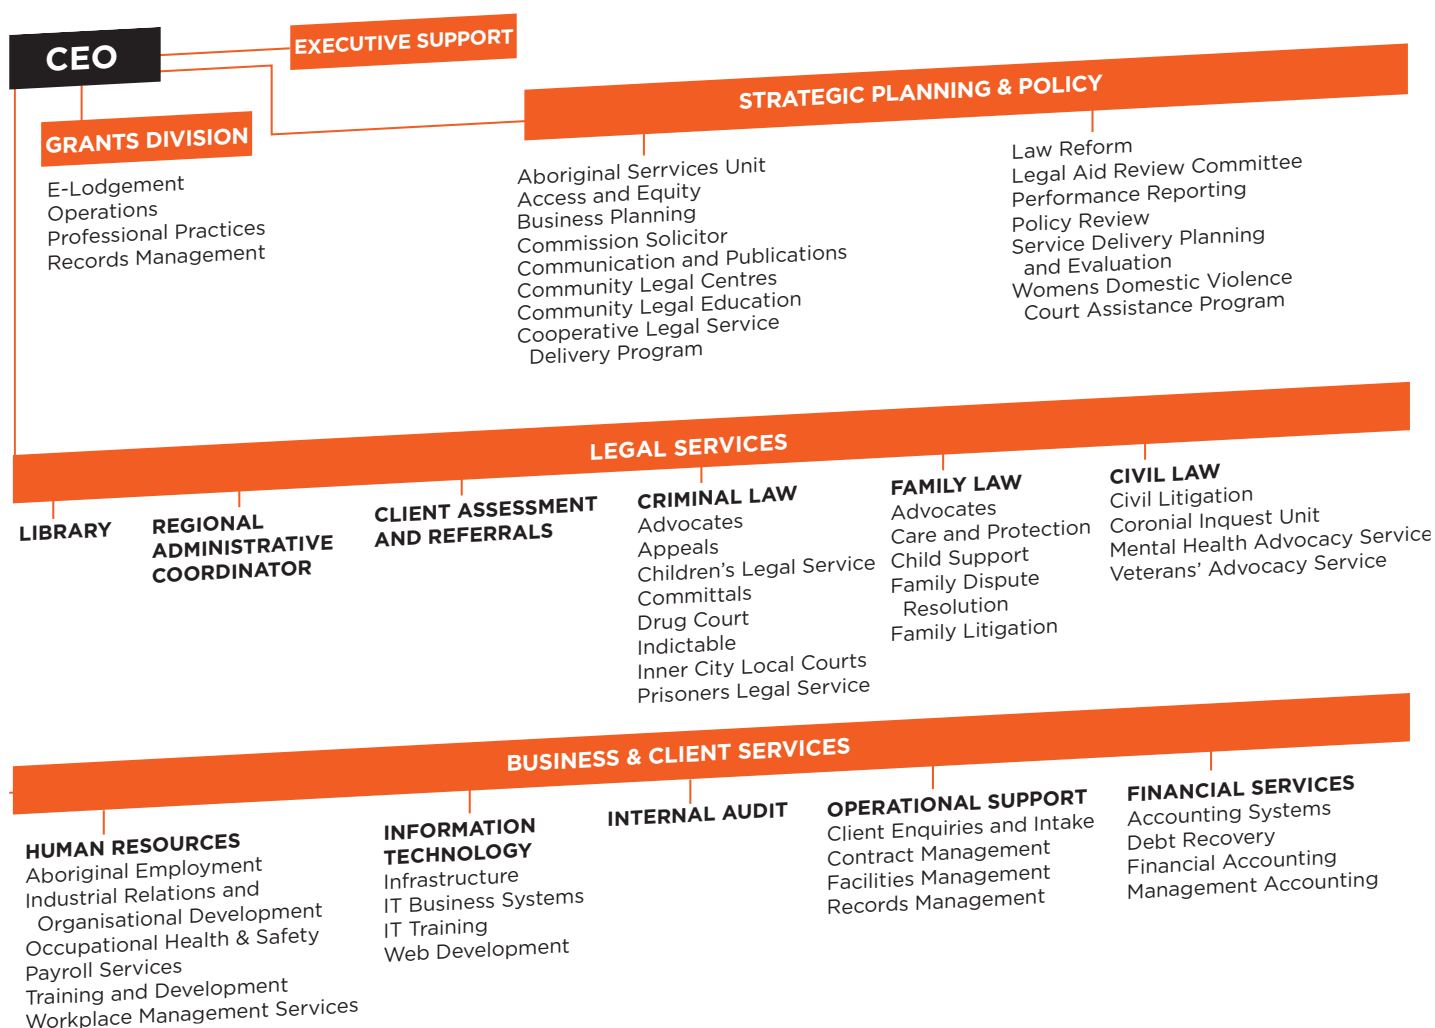 CEO
EXECUTIVE SUPPORT
GRANTS DIVISION
E-Lodgement
Operations
Professional Practices
Records Management
STRATEGIC PLANNING & POLICY
Aboriginal Serrvices Unit
Access and Equity
Business Planning
Commission Solicitor
Communication and Publications
Community Legal Centres
Community Legal Education
Cooperative Legal Service
Delivery Program
Law Reform
Legal Aid Review Committee
Performance Reporting
Policy Review
Service Delivery Planning
and Evaluation
Womens Domestic Violence
Court Assistance Program
LEGAL SERVICES
LIBRARY
REGIONAL
ADMINISTRATIVE
COORDINATOR
CLIENT ASSESSMENT
AND REFERRALS
CRIMINAL LAW
Advocates
Appeals
Children's Legal Service
Committals
Drug Court
Indictable
Inner City Local Courts
Prisoners Legal Service
FAMILY LAW
Advocates
Care and Protection
Child Support
Family Dispute
Resolution
Family Litigation
CIVIL LAW
Civil Litigation
Coronial Inquest Unit
Mental Health Advocacy Service
Veterans' Advocacy Service
BUSINESS & CLIENT SERVICES
HUMAN RESOURCES
Aboriginal Employment
Industrial Relations and
Organisational Development
Occupational Health & Safety
Payroll Services
Training and Development
Workplace Management Services
INFORMATION
TECHNOLOGY
Infrastructure
IT Business Systems
IT Training
Web Development
INTERNAL AUDIT
OPERATIONAL SUPPORT
Client Enquiries and Intake
Contract Management
Facilities Management
Records Management
FINANCIAL SERVICES
Accounting Systems
Debt Recovery
Financial Accounting
Management Accounting